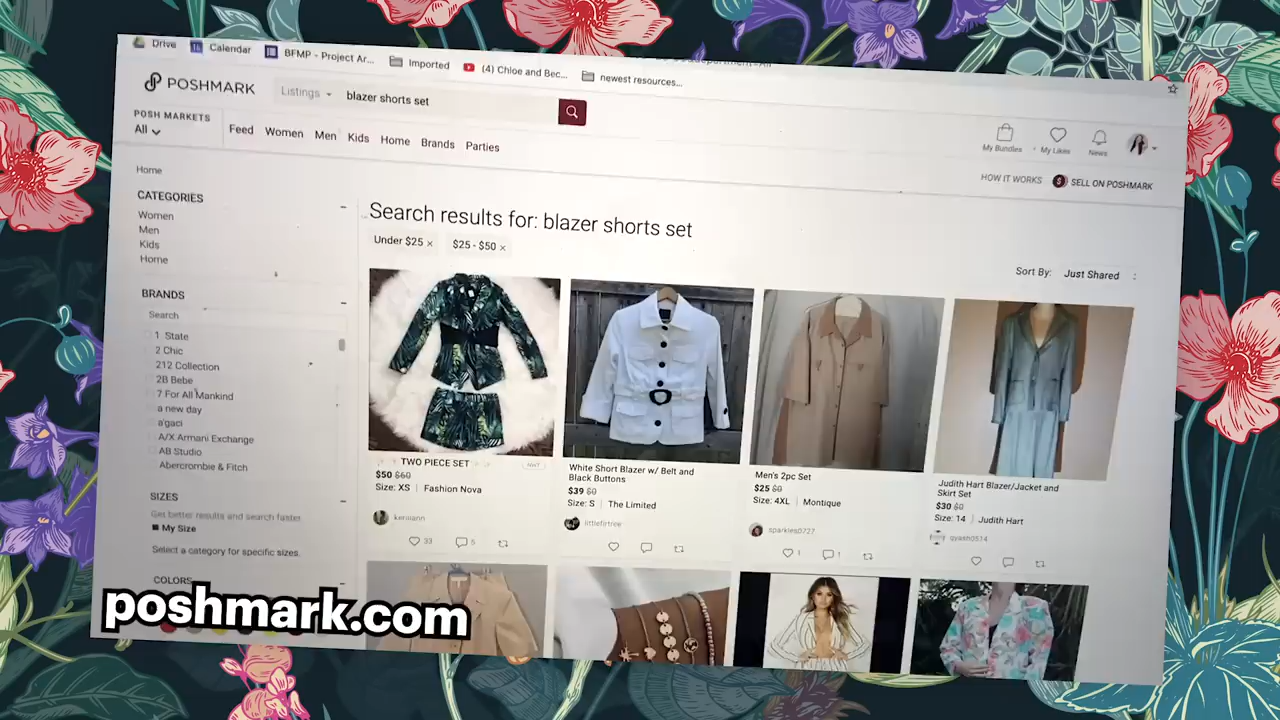 Drive
Calendar
BFMP - Project Ar...
Imported
(4) Chloe and Bec...
newest resources...
POSHMARK
Listings
blazer shorts set
POSH MARKETS
All
Feed
Women
Men
Kids
Home
Brands
Parties
My Bundles
My Likes
News
HOW IT WORKS
SELL ON POSHMARK
Home
CATEGORIES
Women
Men
Kids
Home
BRANDS
Search
1 State
2 Chic
212 Collection
2B Bebe
7 For All Mankind
a new day
a'gaci
A/X Armani Exchange
AB Studio
Abercrombie & Fitch
SIZES
Get better results and search faster
My Size
Select a category for specific sizes.
COLORS
Search results for: blazer shorts set
Under $25 ×
$25 - $50 ×
Sort By: Just Shared
TWO PIECE SET
NWT
$50 $60
Size: XS | Fashion Nova
33
5
White Short Blazer w/ Belt and
Black Buttons
$39 $0
Size: S | The Limited
littlefirtree
Men's 2pc Set
$25 $0
Size: 4XL | Montique
sparkles0727
1
1
Judith Hart Blazer/Jacket and
Skirt Set
$30 $0
Size: 14 | Judith Hart
poshmark.com